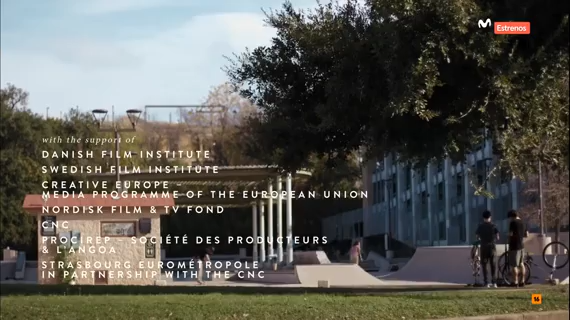 Estrenos
with the support of
DANISH FILM INSTITUTE
SWEDISH FILM INSTITUTE
CREATIVE EUROPE –
MEDIA PROGRAMME OF THE EUROPEAN UNION
NORDISK FILM & TV FOND
CNC
PROCIREP – SOCIÉTÉ DES PRODUCTEURS
& L'ANGOA
STRASBOURG EUROMÉTROPOLE
IN PARTNERSHIP WITH THE CNC
16